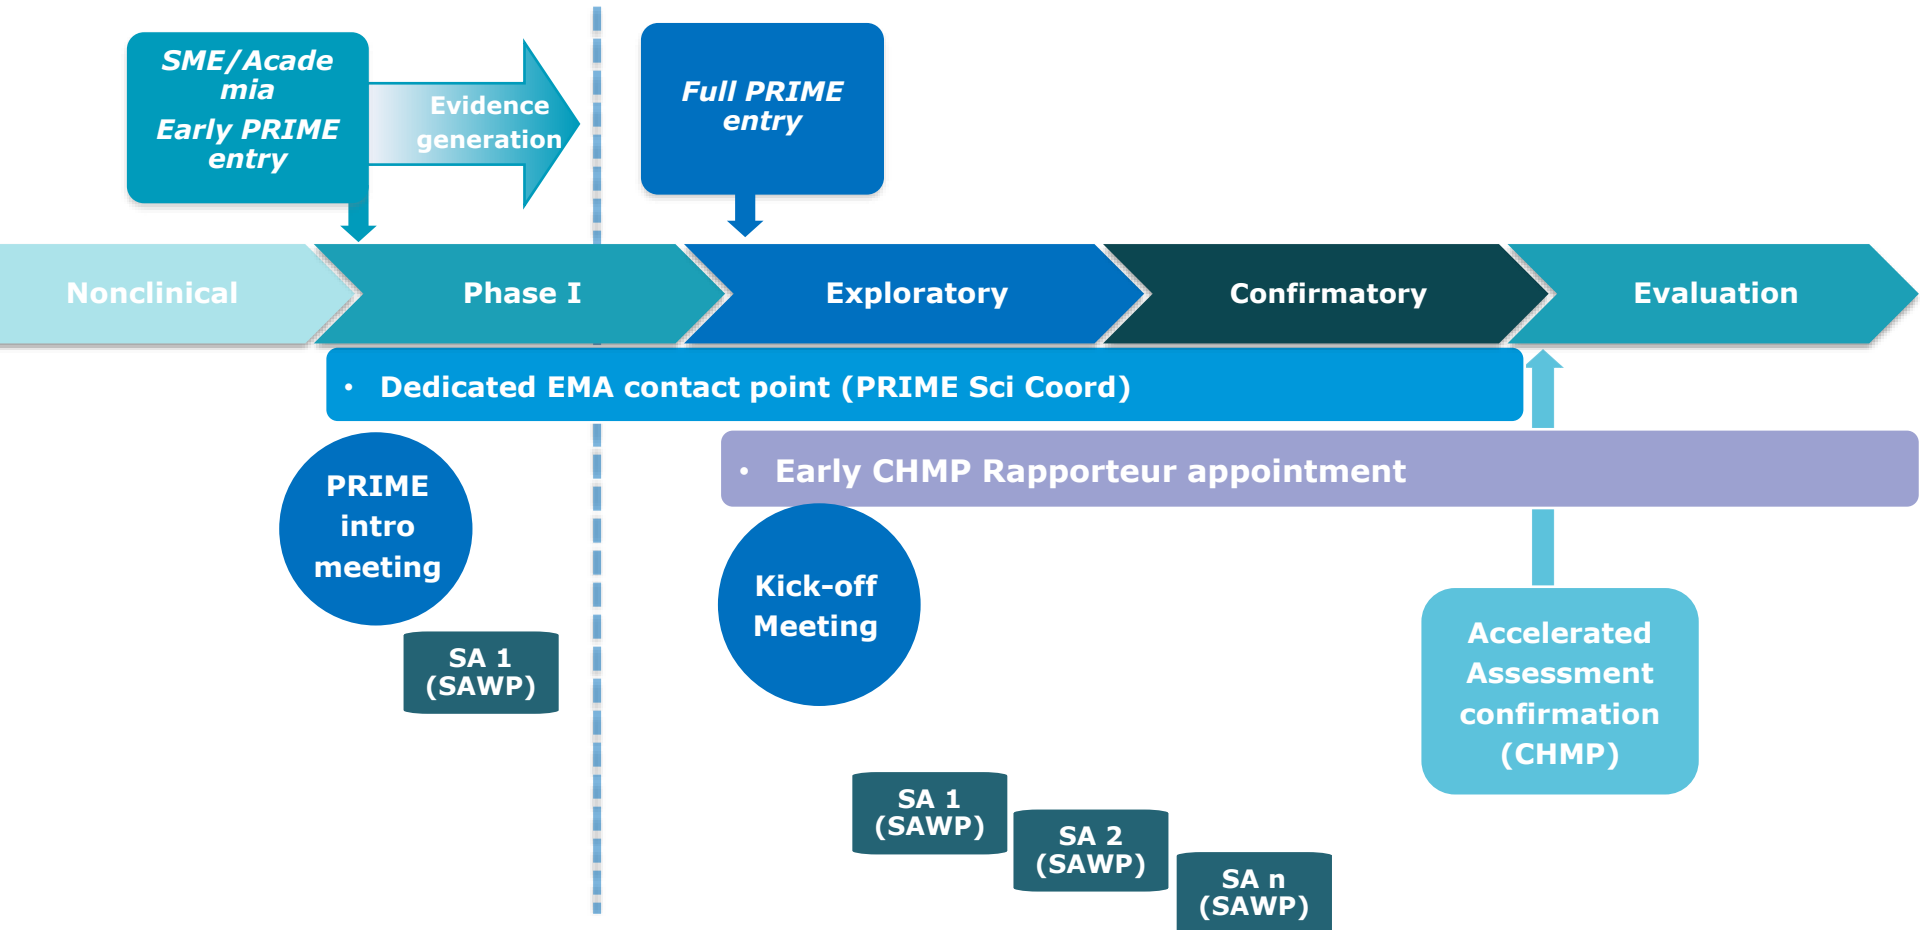 SME/Acade
mia
Early PRIME
entry
Evidence
generation
Full PRIME
entry
Nonclinical
Phase I
Exploratory
Confirmatory
Evaluation
• Dedicated EMA contact point (PRIME Sci Coord)
• Early CHMP Rapporteur appointment
PRIME
intro
meeting
Kick-off
Meeting
SA 1
(SAWP)
Accelerated
Assessment
confirmation
(CHMP)
SA 1
(SAWP)
SA 2
(SAWP)
SA n
(SAWP)